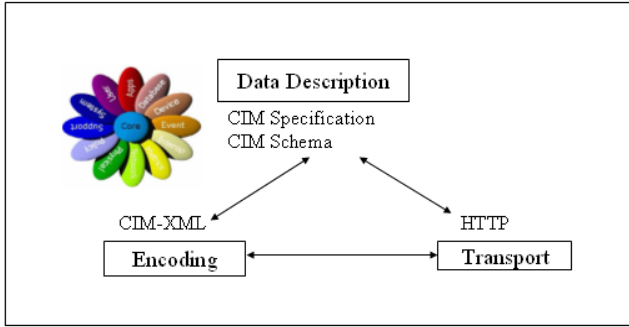 Data Description
CIM Specification
CIM Schema
Core
Apps
Database
Device
Event
Physical
Policy
Support
System
User
CIM-XML
HTTP
Encoding
Transport